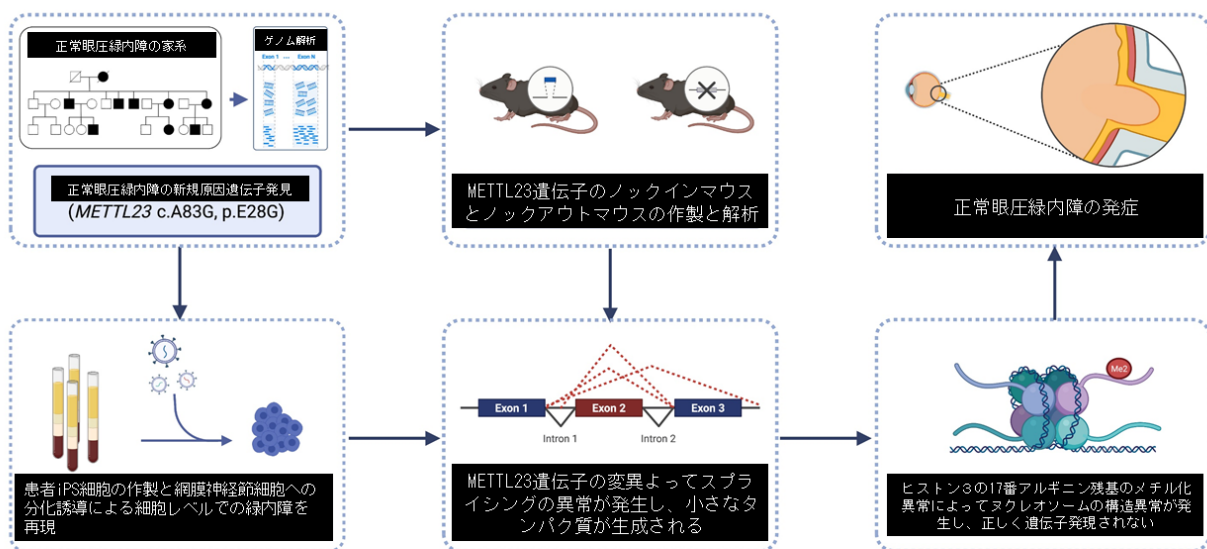 正常眼圧緑内障の家系
ゲノム解析
Exon 1 ---- Exon N
正常眼圧緑内障の新規原因遺伝子発見
(METTL23 c.A83G, p.E28G)
METTL23遺伝子のノックインマウス
とノックアウトマウスの作製と解析
正常眼圧緑内障の発症
患者iPS細胞の作製と網膜神経節細胞への
分化誘導による細胞レベルでの緑内障を
再現
Exon 1
Exon 2
Exon 3
Intron 1
Intron 2
METTL23遺伝子の変異よってスプラ
イシングの異常が発生し、小さなタ
ンパク質が生成される
Me2
ヒストン3の17番アルギニン残基のメチル化
異常によってヌクレオソームの構造異常が発
生し、正しく遺伝子発現されない